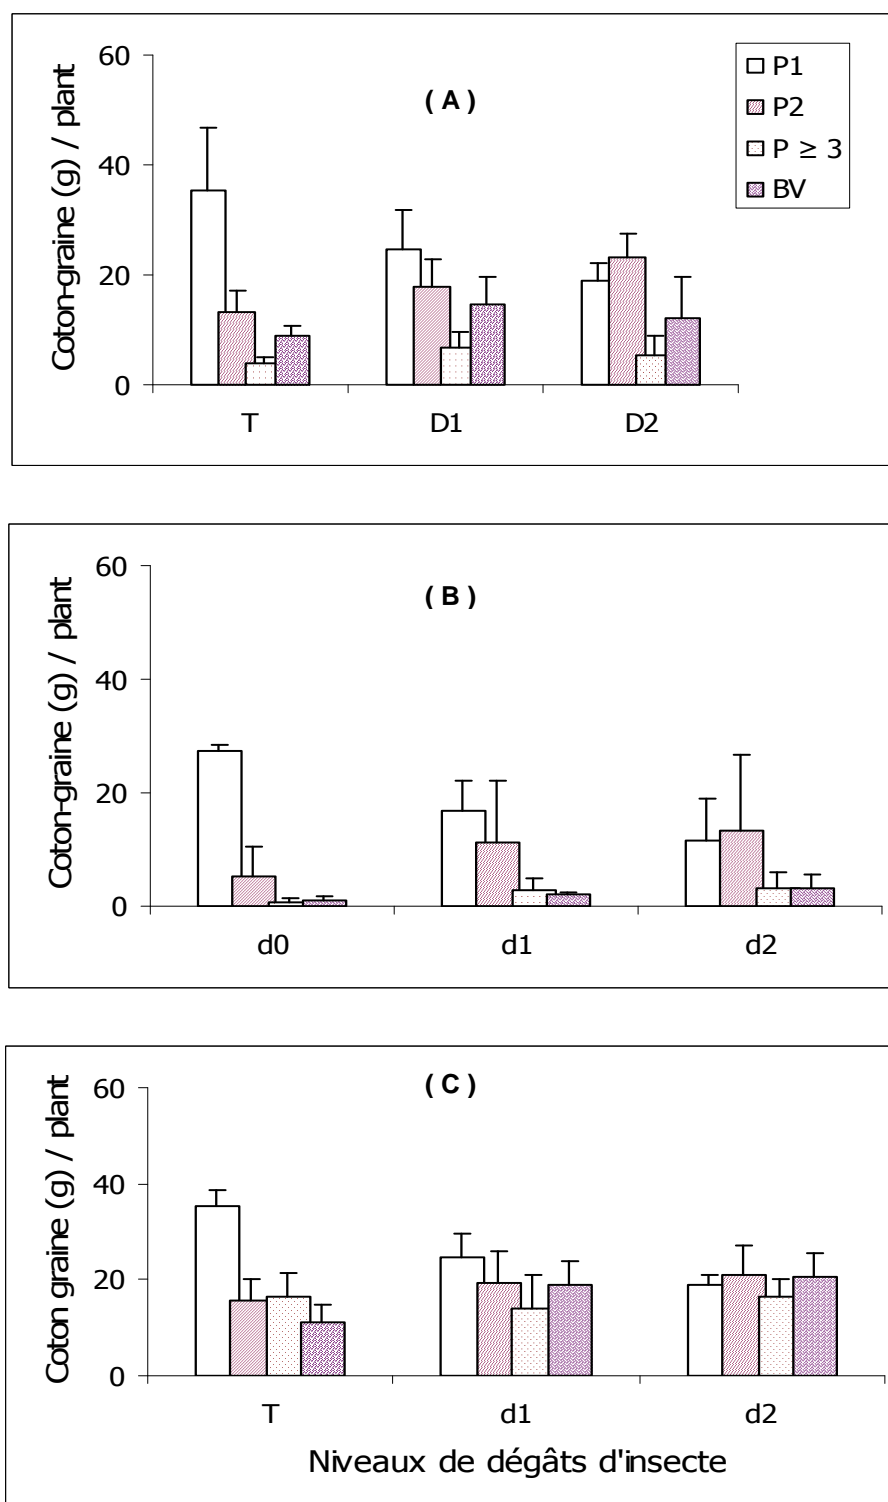 Coton-graine (g) / plant
60
40
20
0
( A )
P1
P2
P ≥ 3
BV
T D1 D2
Coton-graine (g) / plant
60
40
20
0
( B )
d0 d1 d2
Coton graine (g) / plant
60
40
20
0
( C )
T d1 d2
Niveaux de dégâts d'insecte